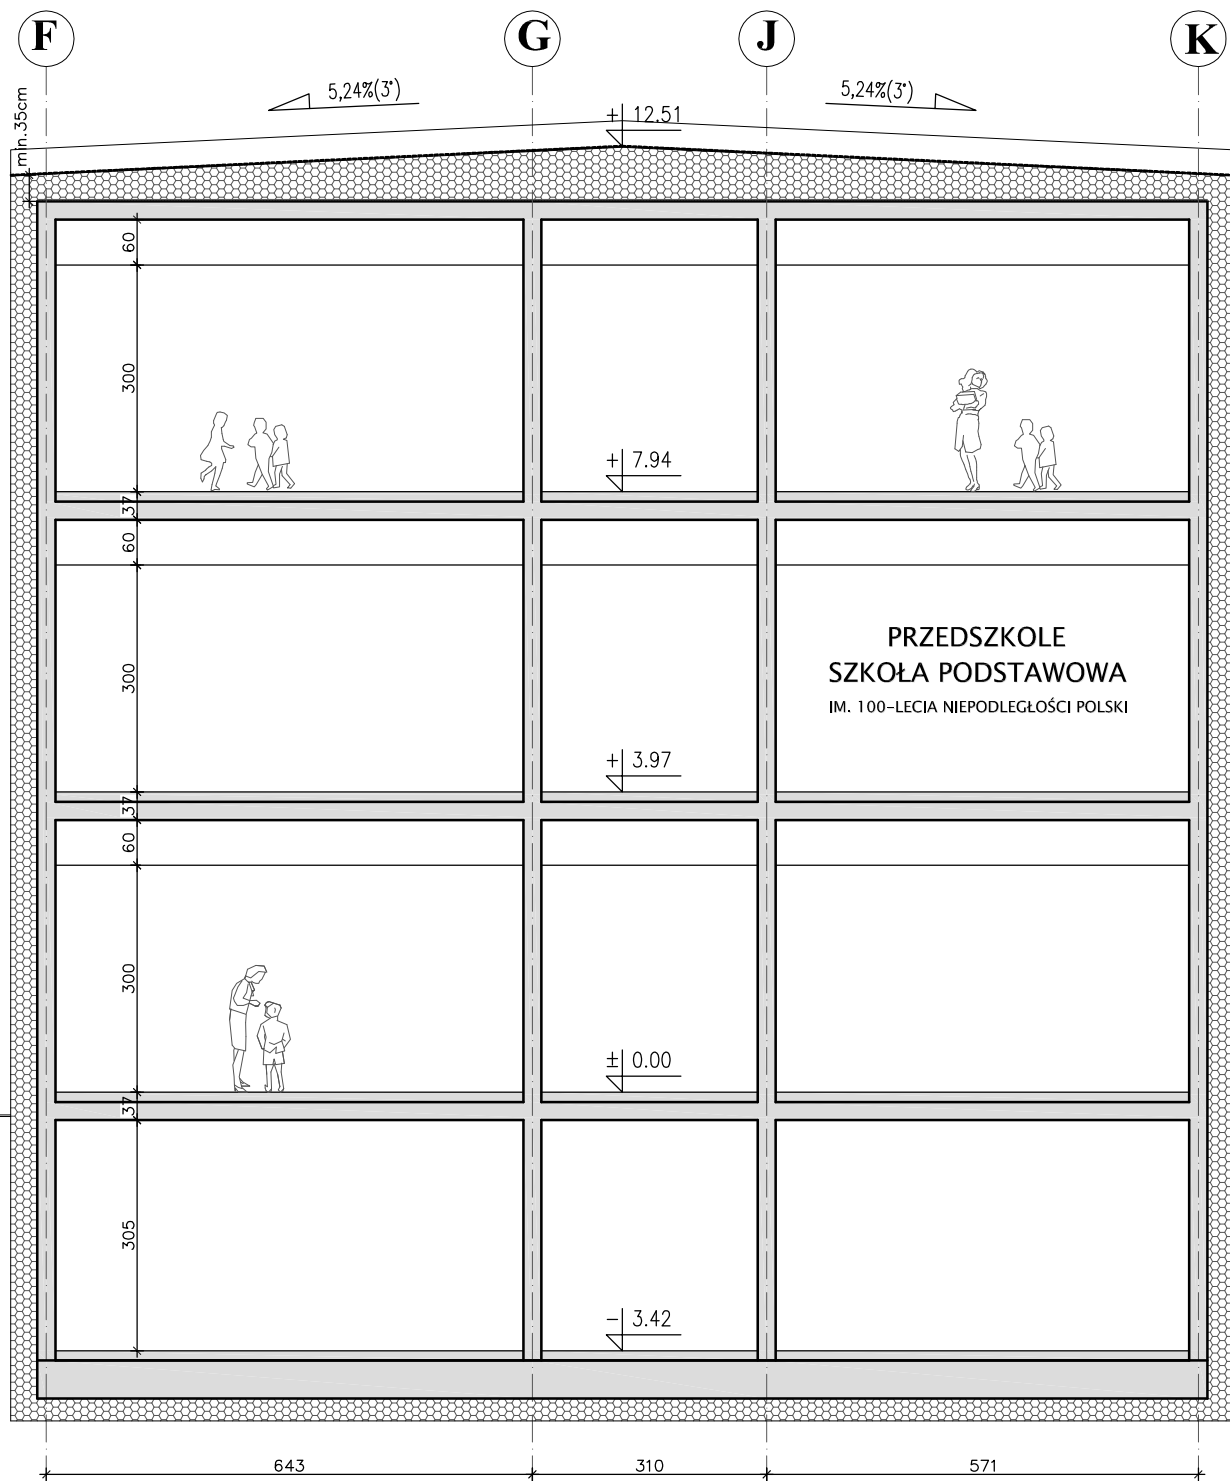 F G J K
5,24%(3°) 5,24%(3°)
min.35cm
+ 12.51
60
300
+ 7.94
37
60
300
PRZEDSZKOLE
SZKOŁA PODSTAWOWA
IM. 100-LECIA NIEPODLEGŁOŚCI POLSKI
+ 3.97
37
60
300
± 0.00
37
305
- 3.42
643 310 571